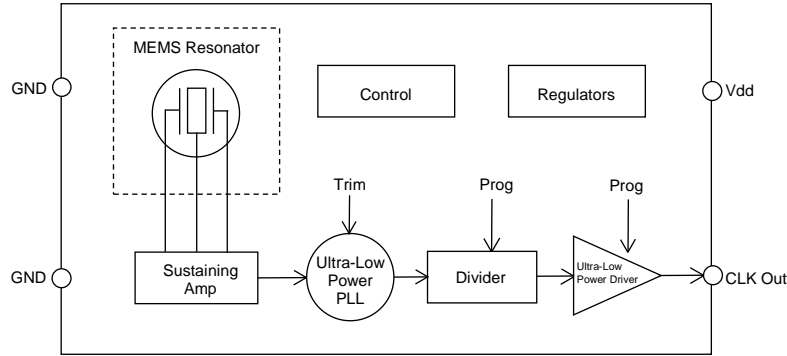 MEMS Resonator
GND
Control
Regulators
Vdd
Trim
Prog
Prog
GND
Sustaining
Amp
Ultra-Low
Power
PLL
Divider
Ultra-Low
Power Driver
CLK Out